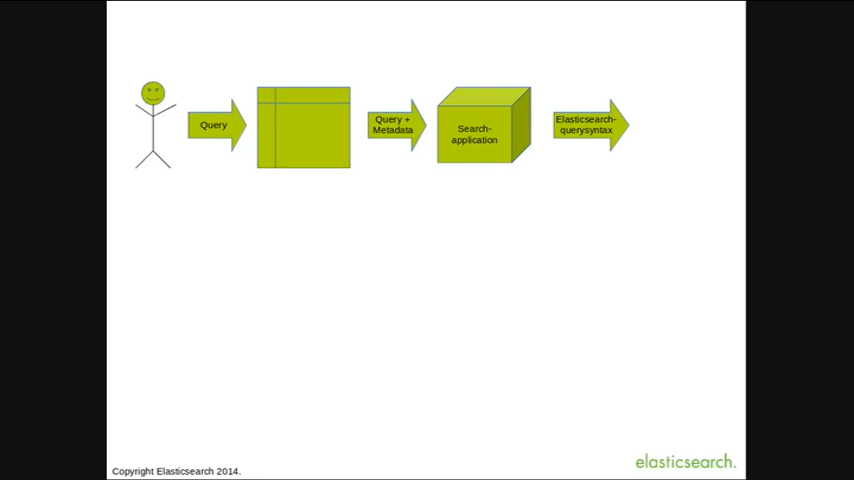 Query
Query +
Metadata
Search-
application
Elasticsearch-
querysyntax
elasticsearch.
Copyright Elasticsearch 2014.